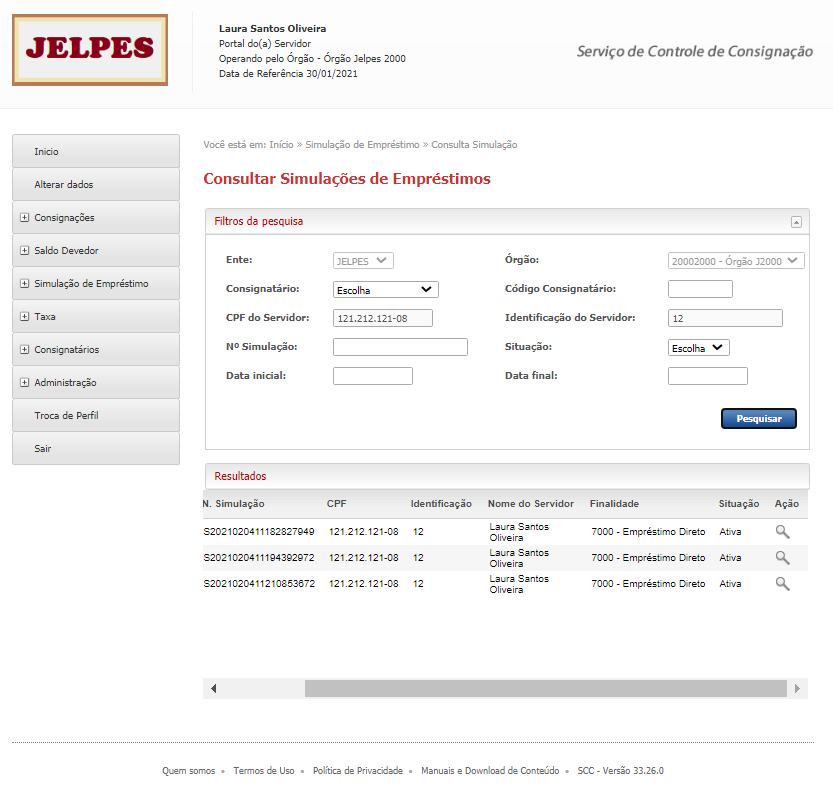 JELPES
Laura Santos Oliveira
Portal do(a) Servidor
Operando pelo Órgão - Órgão Jelpes 2000
Data de Referência 30/01/2021
Serviço de Controle de Consignação
Inicio
Alterar dados
Consignações
Saldo Devedor
Simulação de Empréstimo
Taxa
Consignatários
Administração
Troca de Perfil
Sair
Você está em: Início » Simulação de Empréstimo » Consulta Simulação
Consultar Simulações de Empréstimos
Filtros da pesquisa
Ente: JELPES Órgão: 20002000 - Órgão J2000
Consignatário: Escolha Código Consignatário:
CPF do Servidor: 121.212.121-08 Identificação do Servidor: 12
Nº Simulação: Situação: Escolha
Data inicial: Data final:
Pesquisar
Resultados
N. Simulação CPF Identificação Nome do Servidor Finalidade Situação Ação
S2021020411182827949 121.212.121-08 12 Laura Santos Oliveira 7000 - Empréstimo Direto Ativa
S2021020411194392972 121.212.121-08 12 Laura Santos Oliveira 7000 - Empréstimo Direto Ativa
S2021020411210853672 121.212.121-08 12 Laura Santos Oliveira 7000 - Empréstimo Direto Ativa
Quem somos • Termos de Uso • Política de Privacidade • Manuais e Download de Conteúdo • SCC - Versão 33.26.0